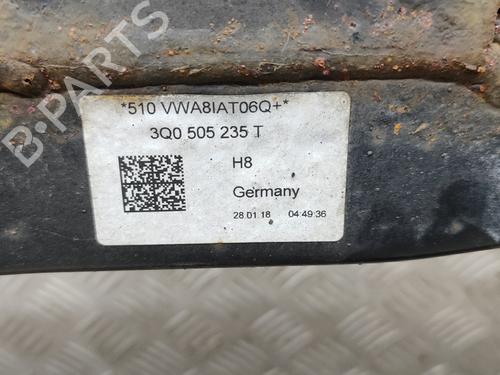 B-PARTS
*510 VWA8IAT06Q+*
3Q0 505 235 T
H8
Germany
28.01.18 04:49:36